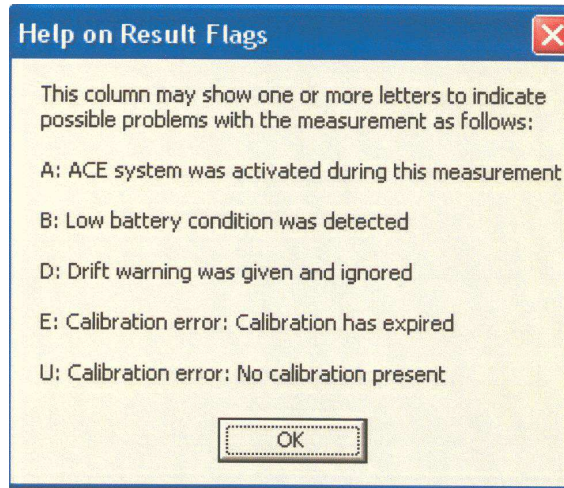 Help on Result Flags
This column may show one or more letters to indicate
possible problems with the measurement as follows:
A: ACE system was activated during this measurement
B: Low battery condition was detected
D: Drift warning was given and ignored
E: Calibration error: Calibration has expired
U: Calibration error: No calibration present
OK